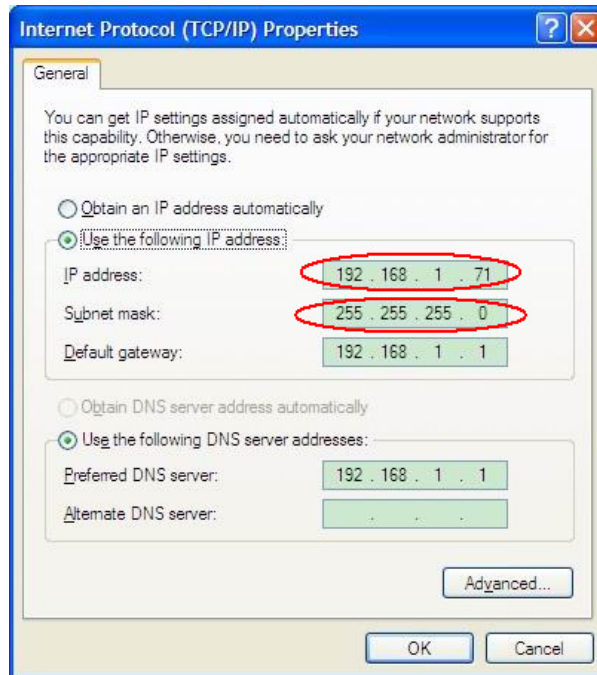 Internet Protocol (TCP/IP) Properties
General
You can get IP settings assigned automatically if your network supports
this capability. Otherwise, you need to ask your network administrator for
the appropriate IP settings.
Obtain an IP address automatically
Use the following IP address:
IP address: 192 . 168 . 1 . 71
Subnet mask: 255 . 255 . 255 . 0
Default gateway: 192 . 168 . 1 . 1
Obtain DNS server address automatically
Use the following DNS server addresses:
Preferred DNS server: 192 . 168 . 1 . 1
Alternate DNS server: . . .
Advanced...
OK Cancel